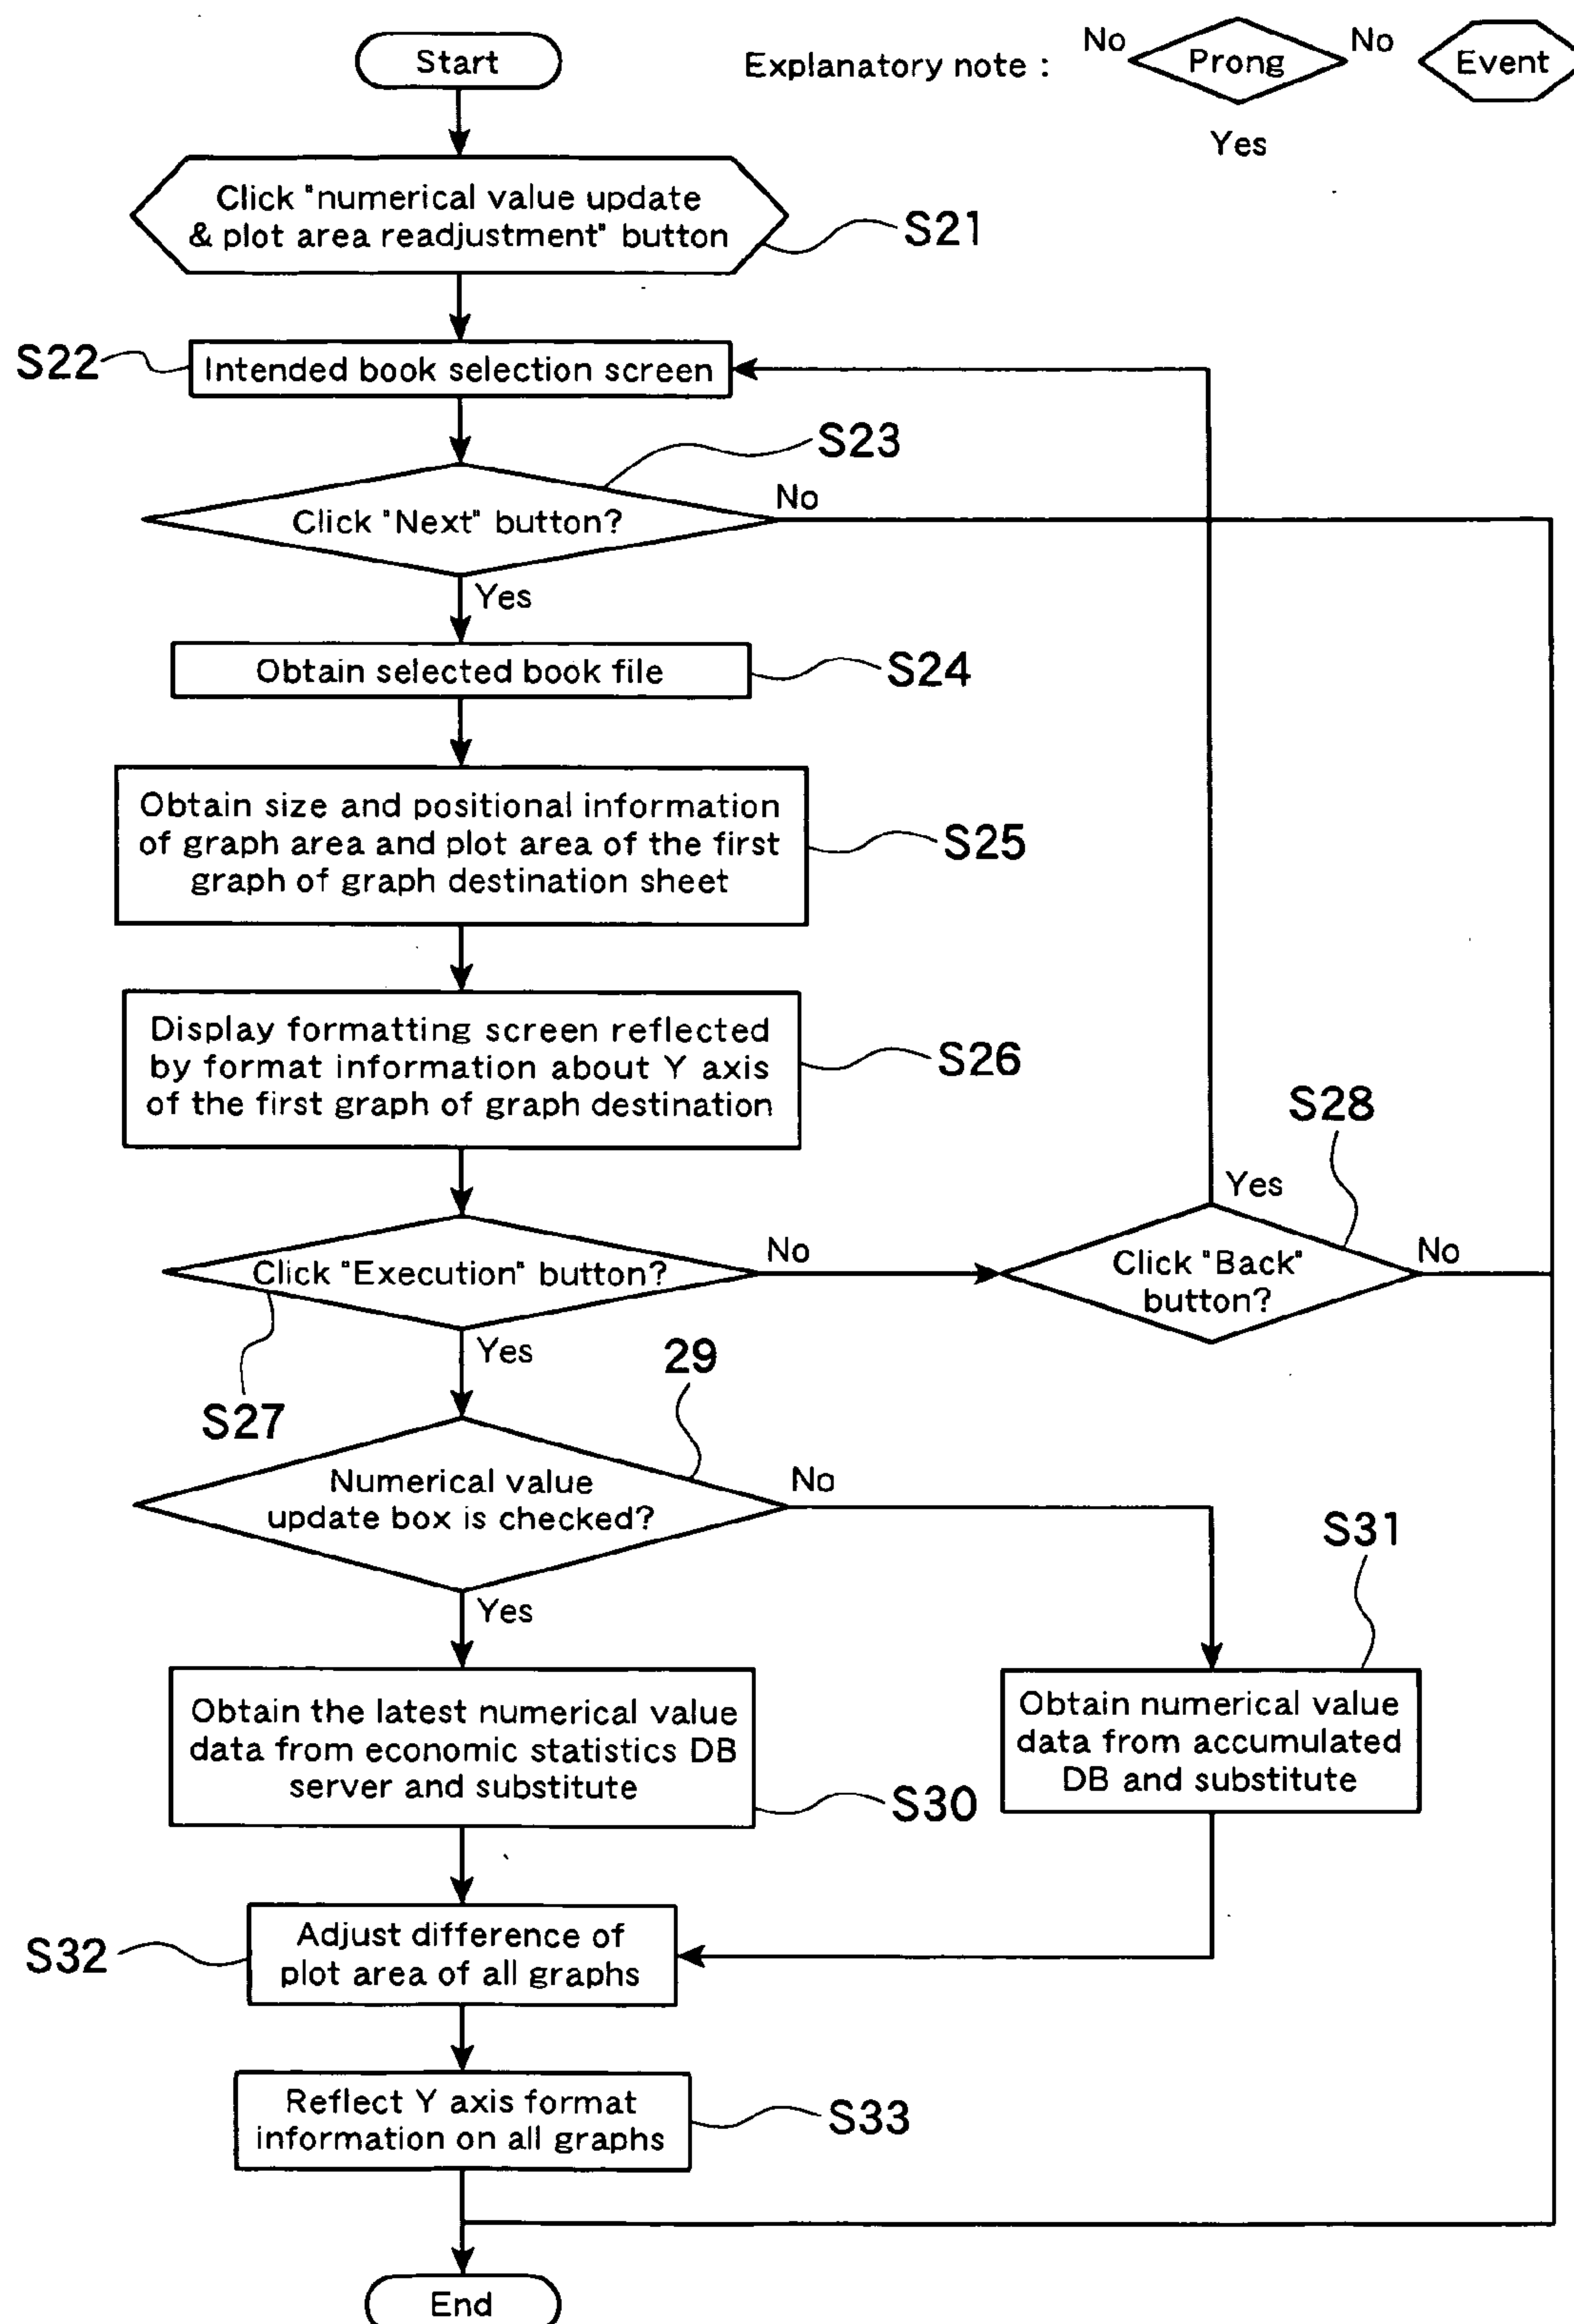 Start
Explanatory note :
No
Prong
No
Event
Yes
Click "numerical value update
& plot area readjustment" button
S21
S22
Intended book selection screen
S23
Click "Next" button?
No
Yes
Obtain selected book file
S24
Obtain size and positional information
of graph area and plot area of the first
graph of graph destination sheet
S25
Display formatting screen reflected
by format information about Y axis
of the first graph of graph destination
S26
S28
Yes
Click "Execution" button?
No
Click "Back"
button?
No
Yes
S27
29
Numerical value
update box is checked?
No
Yes
S31
Obtain the latest numerical value
data from economic statistics DB
server and substitute
S30
Obtain numerical value
data from accumulated
DB and substitute
S32
Adjust difference of
plot area of all graphs
Reflect Y axis format
information on all graphs
S33
End